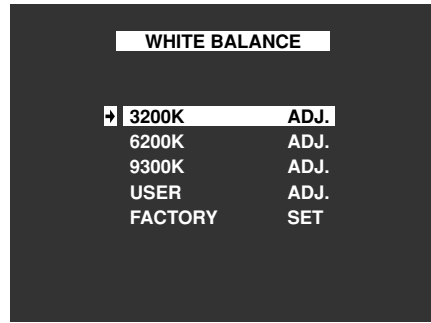 WHITE BALANCE
➔ 3200K ADJ.
6200K ADJ.
9300K ADJ.
USER ADJ.
FACTORY SET